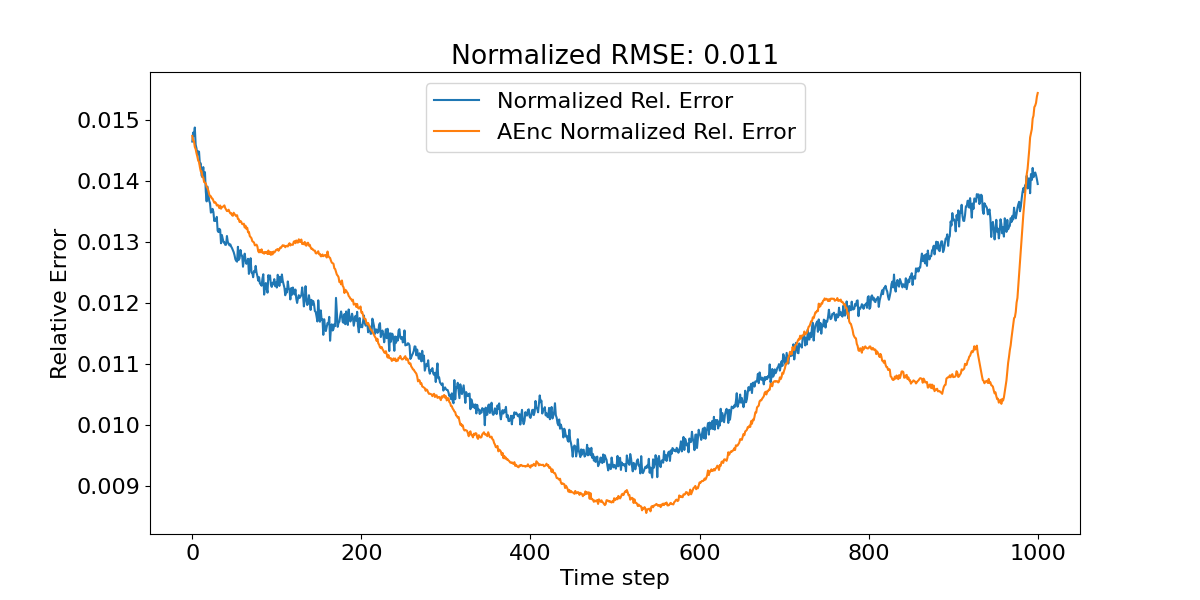 Normalized RMSE: 0.011
Normalized Rel. Error
AEnc Normalized Rel. Error
Relative Error
0.015
0.014
0.013
0.012
0.011
0.010
0.009
0 200 400 600 800 1000
Time step